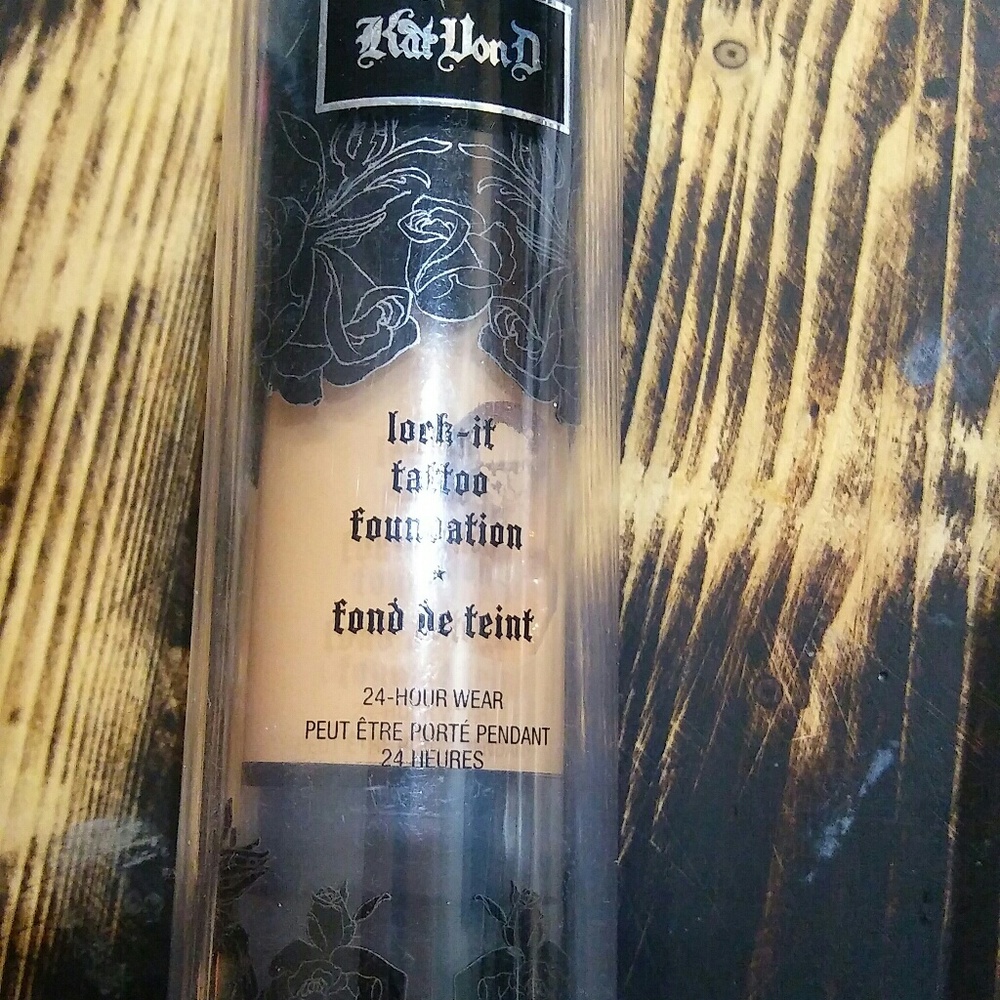 Kat Von D
lock-it
tattoo
foundation
fond de teint
24-HOUR WEAR
PEUT ÊTRE PORTÉ PENDANT
24 HEURES